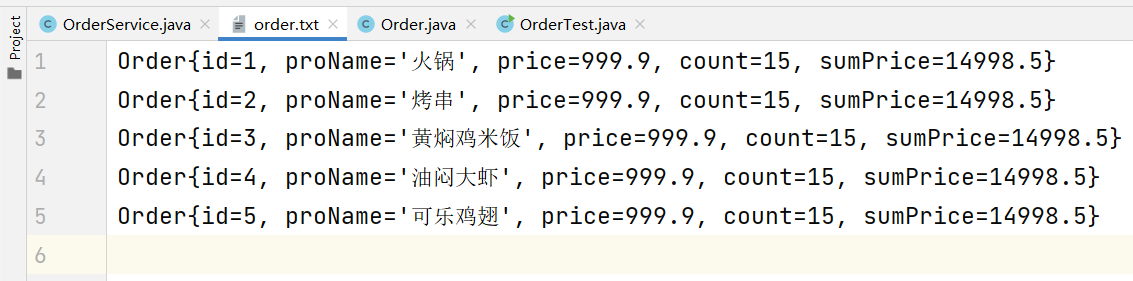 Project
OrderService.java order.txt Order.java OrderTest.java
1 Order{id=1, proName='火锅', price=999.9, count=15, sumPrice=14998.5}
2 Order{id=2, proName='烤串', price=999.9, count=15, sumPrice=14998.5}
3 Order{id=3, proName='黄焖鸡米饭', price=999.9, count=15, sumPrice=14998.5}
4 Order{id=4, proName='油闷大虾', price=999.9, count=15, sumPrice=14998.5}
5 Order{id=5, proName='可乐鸡翅', price=999.9, count=15, sumPrice=14998.5}
6